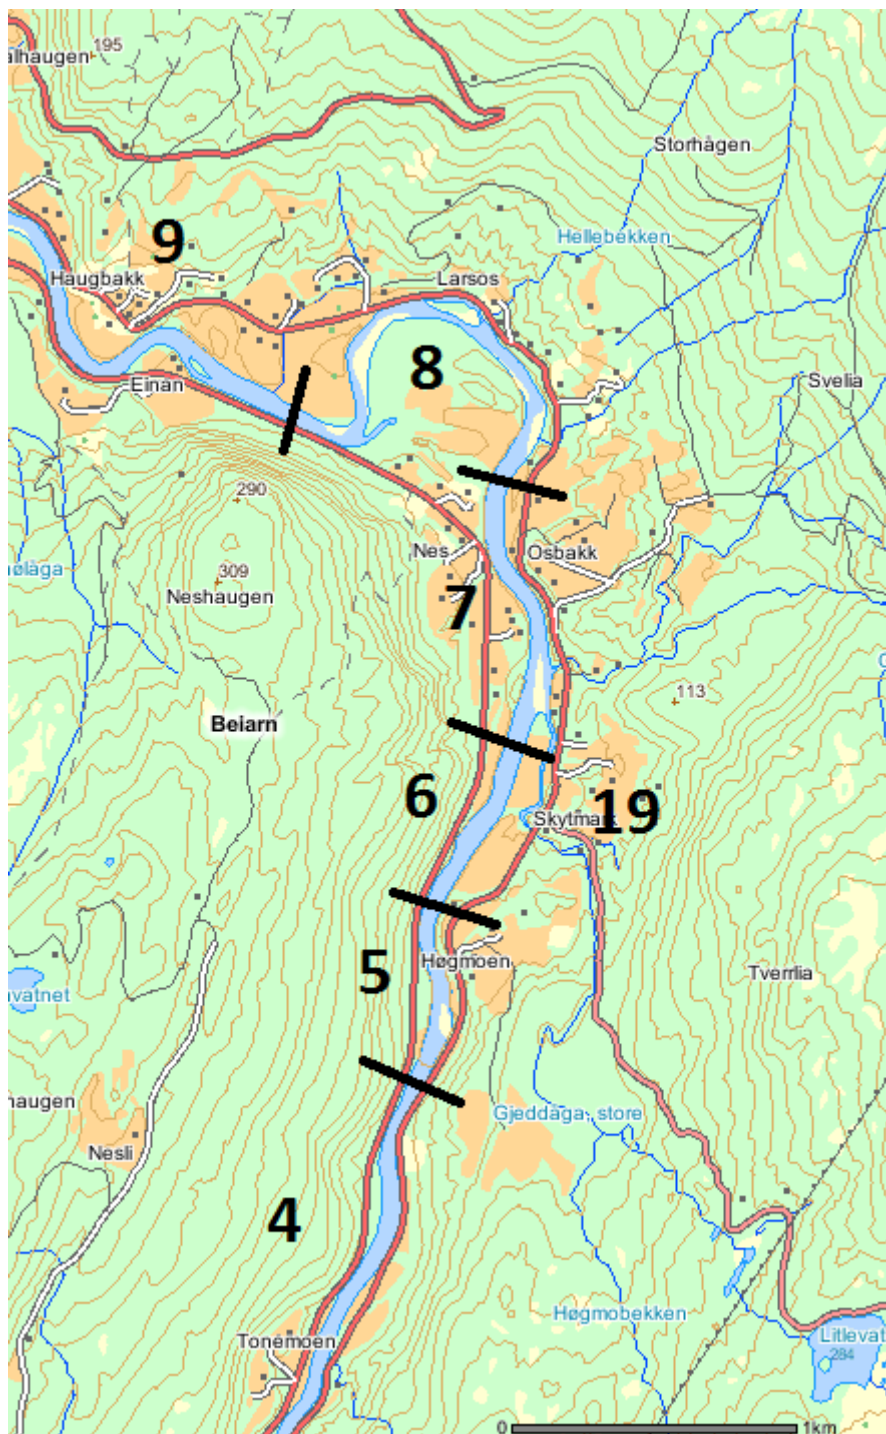 195
Storhågen
9
Hellebekken
Haugbakk
Larsos
8
Einan
Svelia
290
Nes
Osbakk
309
Neshaugen
7
113
Beiarn
6
19
Høgmoen
5
Tverrlia
Gjeddåga, store
Nesli
4
Høgmobekken
Tonemoen
284
0
1km